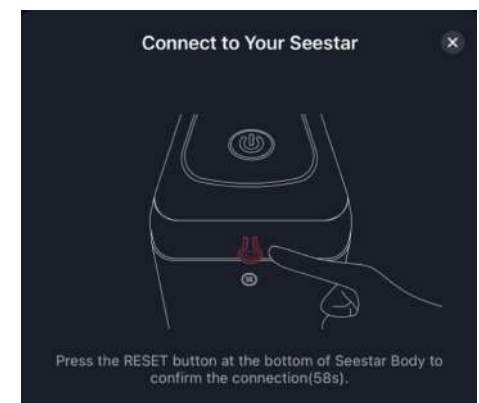 Connect to Your Seestar
Press the RESET button at the bottom of Seestar Body to
confirm the connection(58s).